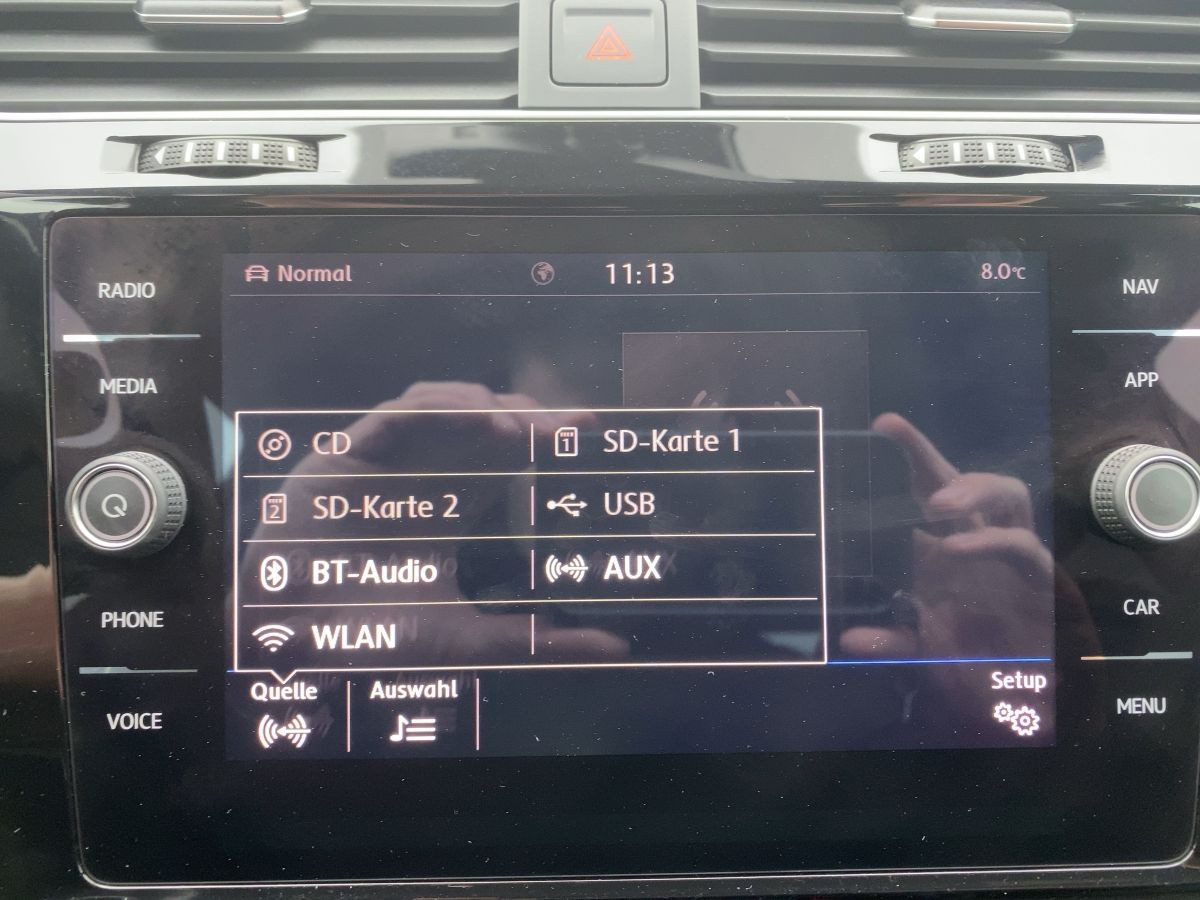 Normal 11:13 8.0°C
RADIO
MEDIA
PHONE
VOICE
CD
SD-Karte 1
SD-Karte 2
USB
BT-Audio
AUX
WLAN
Quelle
Auswahl
Setup
NAV
APP
CAR
MENU